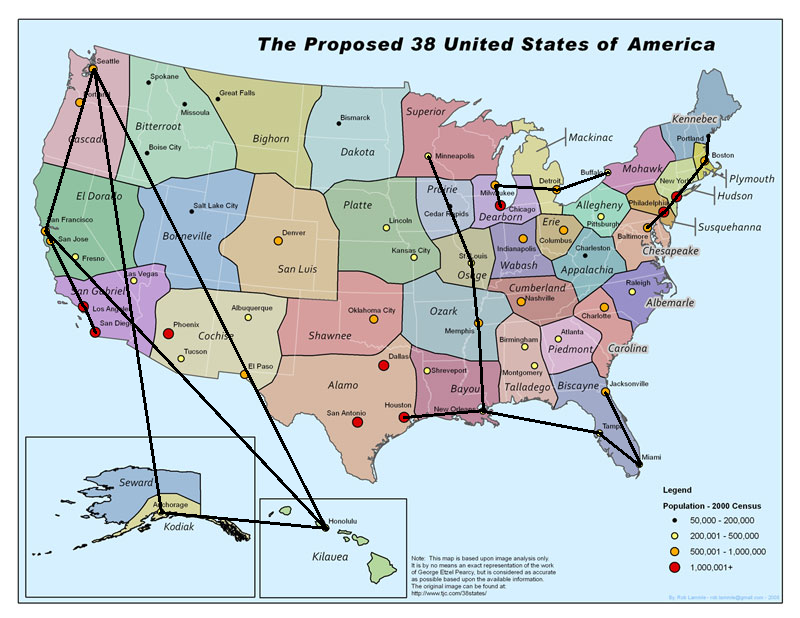 The Proposed 38 United States of America
Seattle
Spokane
Great Falls
Portland
Missoula
Cascade
Bitterroot
Boise City
Bighorn
Bismarck
Dakota
Superior
Minneapolis
Mackinac
Kennebec
Portland
Boston
Mohawk
Buffalo
New York
Plymouth
Hudson
Detroit
Milwaukee
Chicago
Dearborn
Prairie
Cedar Rapids
El Dorado
San Francisco
San Jose
Fresno
Salt Lake City
Bonneville
Denver
San Luis
Platte
Lincoln
Kansas City
St. Louis
Osage
Indianapolis
Wabash
Erie
Columbus
Allegheny
Pittsburgh
Philadelphia
Susquehanna
Baltimore
Chesapeake
Charleston
Appalachia
Las Vegas
San Gabriel
Los Angeles
San Diego
Phoenix
Cochise
Tucson
Albuquerque
El Paso
Oklahoma City
Shawnee
Ozark
Memphis
Cumberland
Nashville
Raleigh
Albemarle
Charlotte
Carolina
Birmingham
Atlanta
Piedmont
Montgomery
Talladego
Dallas
Alamo
San Antonio
Houston
Shreveport
Bayou
New Orleans
Biscayne
Jacksonville
Tampa
Miami
Seward
Anchorage
Kodiak
Honolulu
Kilauea
Legend
Population - 2000 Census
50,000 - 200,000
200,001 - 500,000
500,001 - 1,000,000
1,000,001+
Note: This map is based upon image analysis only.
It is by no means an exact representation of the work
of George Etzel Pearcy, but is considered as accurate
as possible based upon the available information.
The original image can be found at:
http://www.tjc.com/38states/